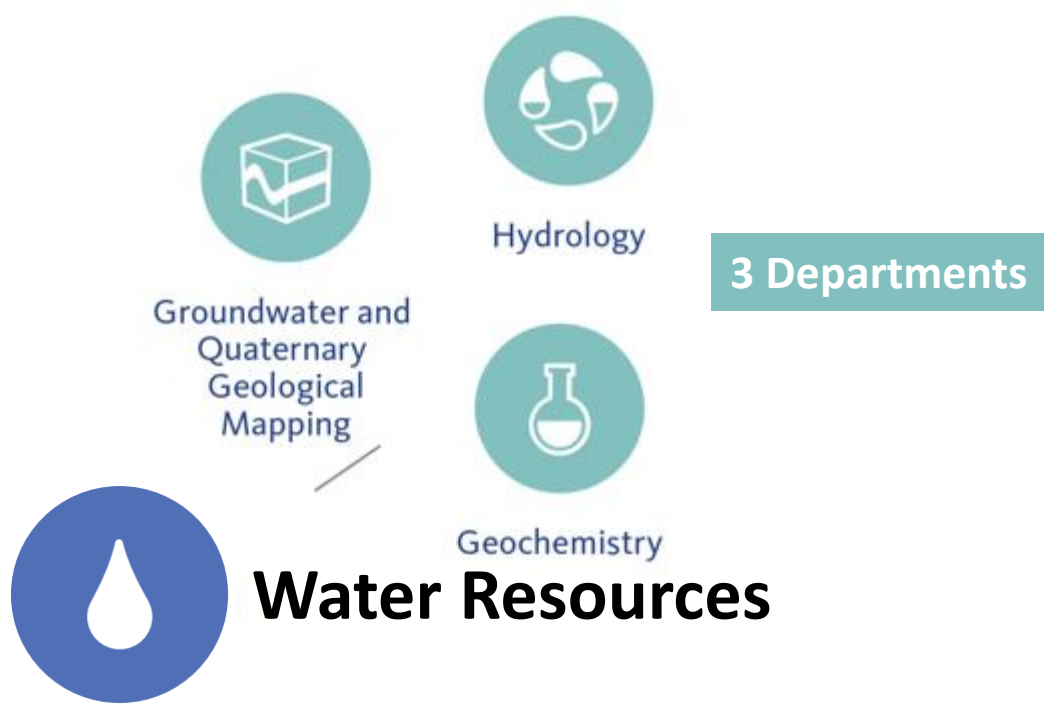 Hydrology
3 Departments
Groundwater and
Quaternary
Geological
Mapping
Geochemistry
Water Resources